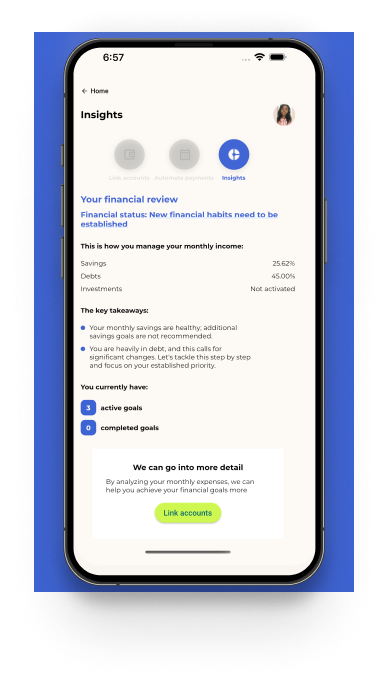 6:57
← Home
Insights
Link accounts Automate payments Insights
Your financial review
Financial status: New financial habits need to be
established
This is how you manage your monthly income:
Savings 25.62%
Debts 45.00%
Investments Not activated
The key takeaways:
Your monthly savings are healthy; additional
savings goals are not recommended.
You are heavily in debt, and this calls for
significant changes. Let's tackle this step by step
and focus on your established priority.
You currently have:
3 active goals
0 completed goals
We can go into more detail
By analyzing your monthly expenses, we can
help you achieve your financial goals more
Link accounts